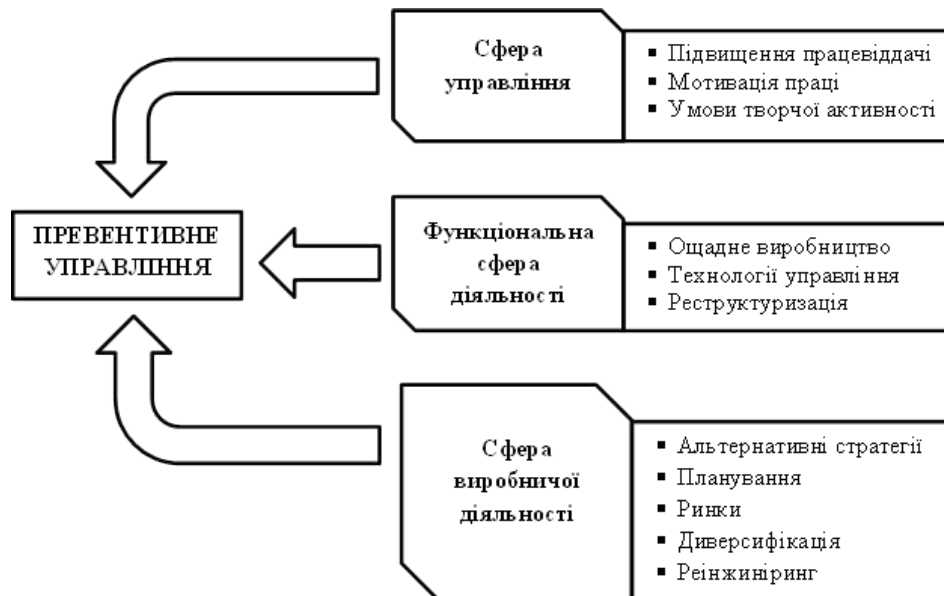 Сфера
управління
▪ Підвищення працевіддачі
▪ Мотивація праці
▪ Умови творчої активності
ПРЕВЕНТИВНЕ
УПРАВЛІННЯ
Функціональна
сфера
діяльності
▪ Ощадне виробництво
▪ Технології управління
▪ Реструктуризація
Сфера
виробничої
діяльності
▪ Альтернативні стратегії
▪ Планування
▪ Ринки
▪ Диверсифікація
▪ Реінжиніринг